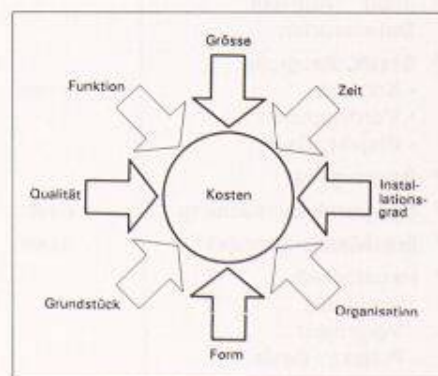 Grösse
Funktion
Zeit
Qualität
Kosten
Instal-
lations-
grad
Grundstück
Organisation
Form